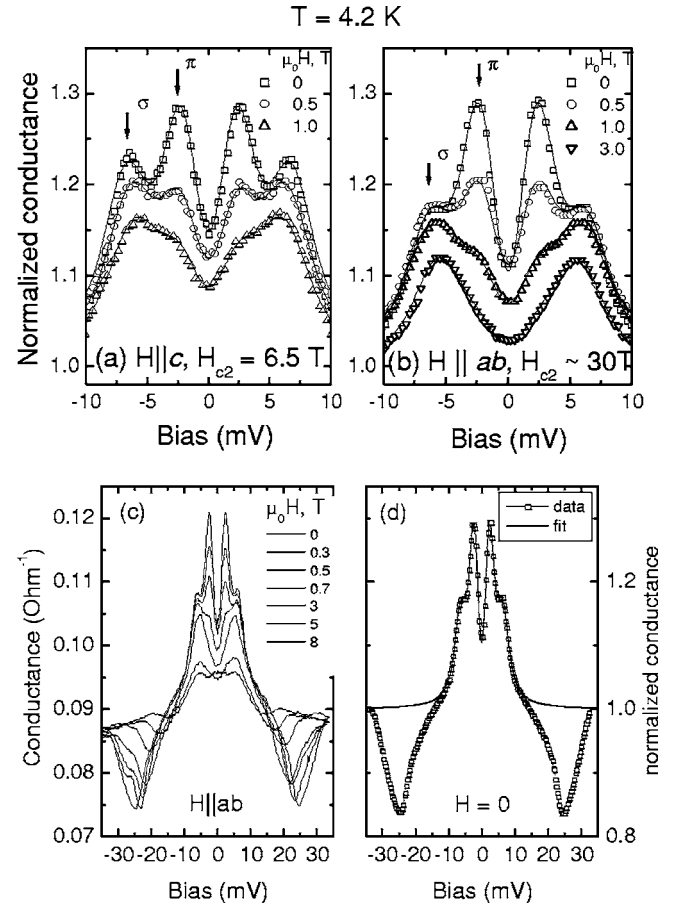 T = 4.2 K
Normalized conductance
1.3
1.2
1.1
1.0
σ
π
μ₀H, T
0
0.5
1.0
(a) H||c, H_c2 = 6.5 T
-10 -5 0 5 10
Bias (mV)
π
σ
μ₀H, T
0
0.5
1.0
3.0
(b) H || ab, H_c2 ~ 30T
-10 -5 0 5 10
Bias (mV)
Conductance (Ohm⁻¹)
0.12
0.11
0.10
0.09
0.08
0.07
(c)
μ₀H, T
0
0.3
0.5
0.7
3
5
8
H||ab
-30 -20 -10 0 10 20 30
Bias (mV)
(d)
data
fit
H = 0
1.2
1.0
0.8
normalized conductance
-30 -20 -10 0 10 20 30
Bias (mV)